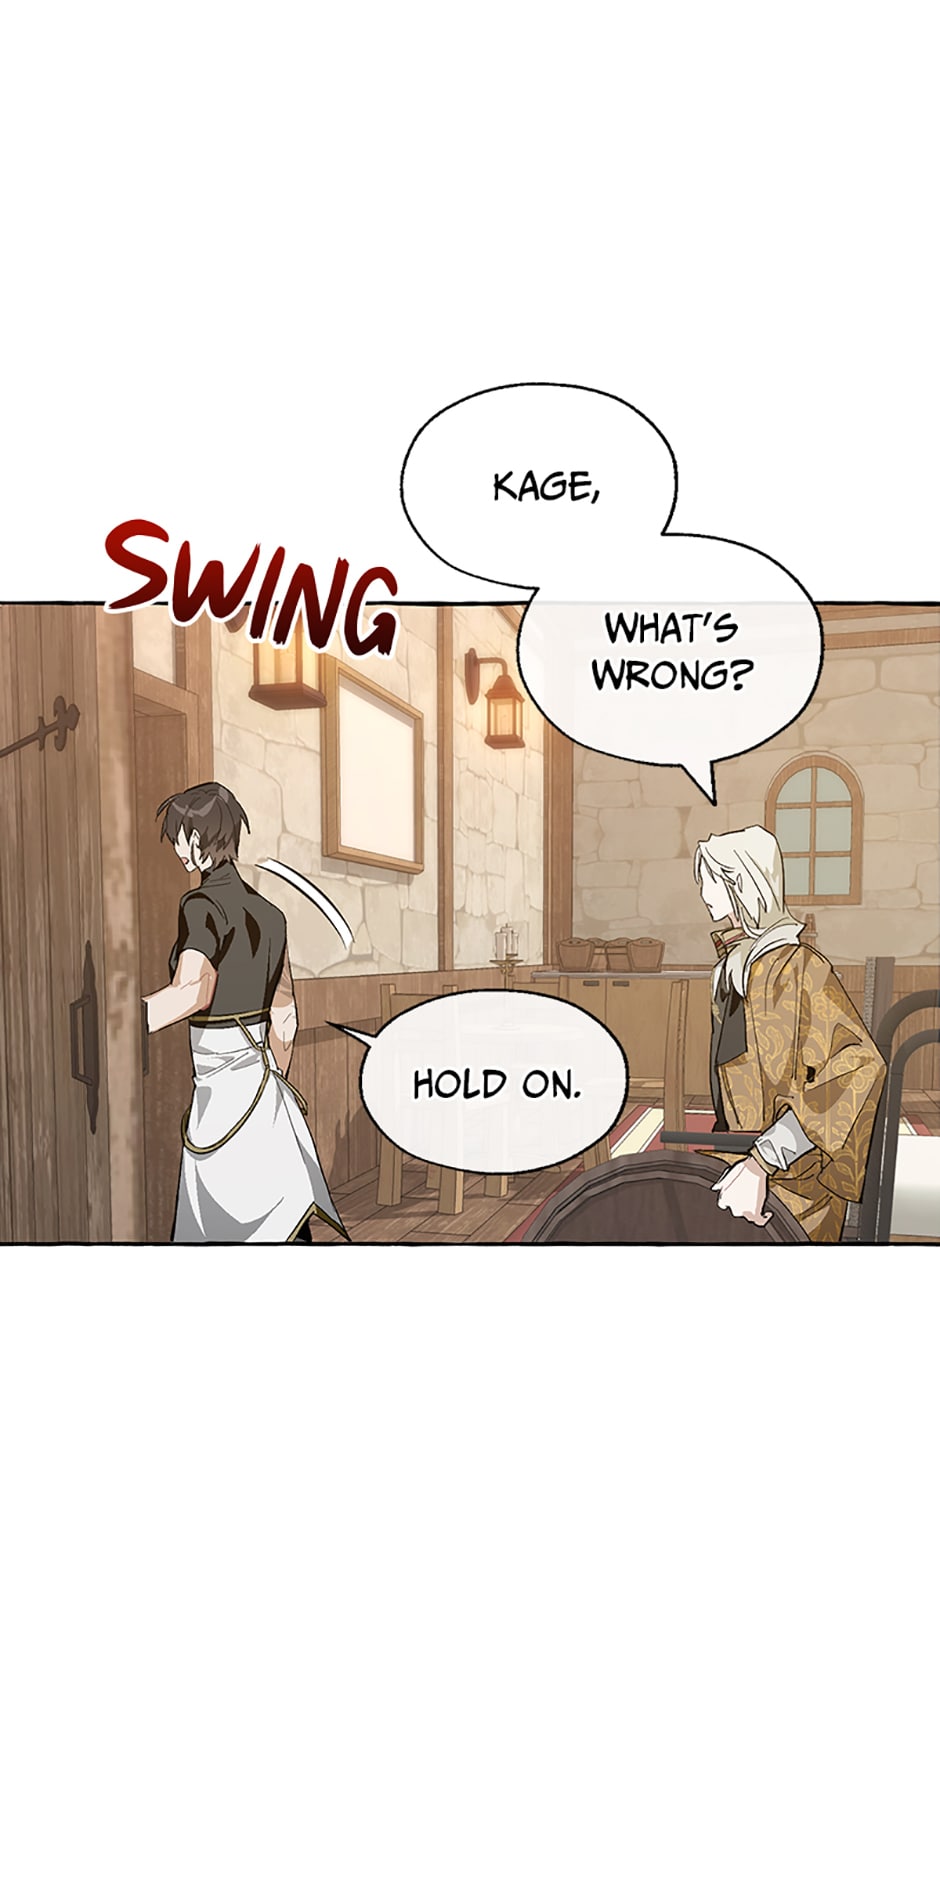 KAGE,
SWING
WHAT'S
WRONG?
HOLD ON.